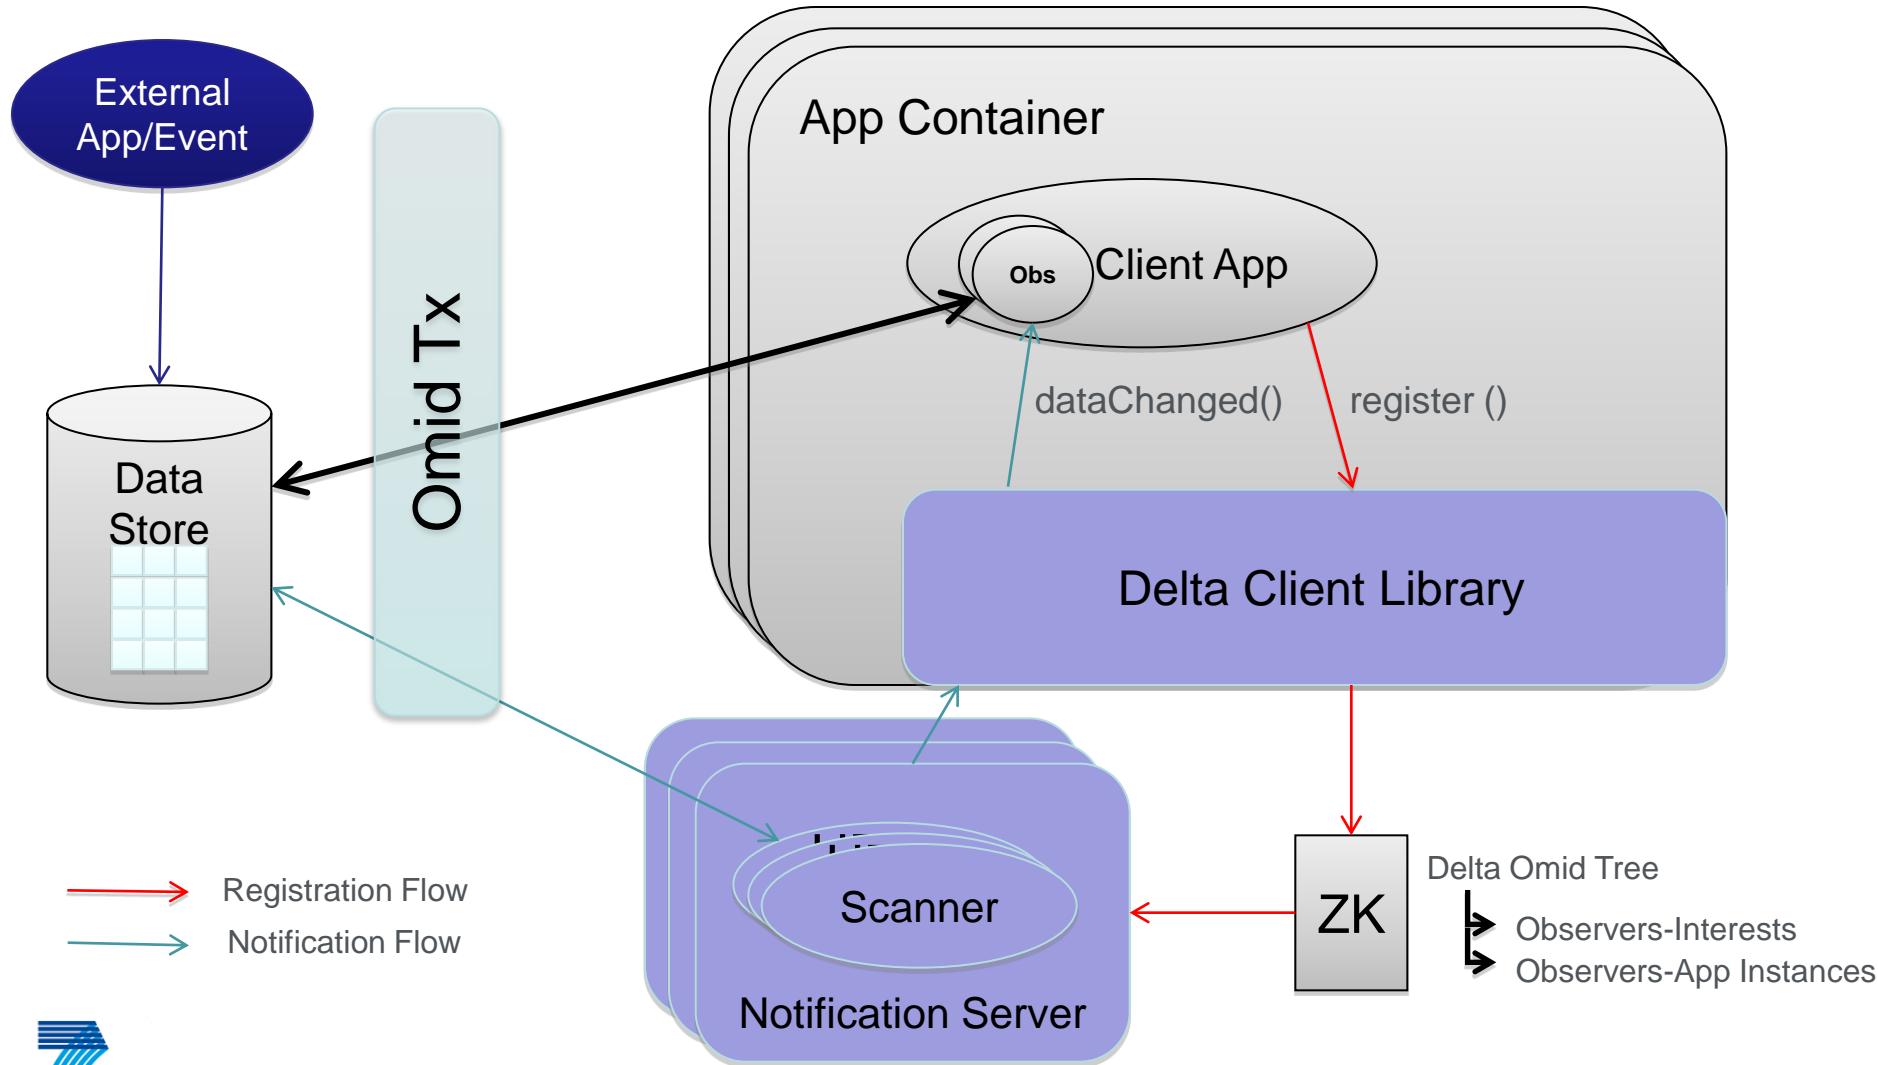 External
App/Event
App Container
Omid Tx
Obs
Client App
dataChanged()
register ()
Data
Store
Delta Client Library
Scanner
Notification Server
ZK
Delta Omid Tree
Observers-Interests
Observers-App Instances
Registration Flow
Notification Flow